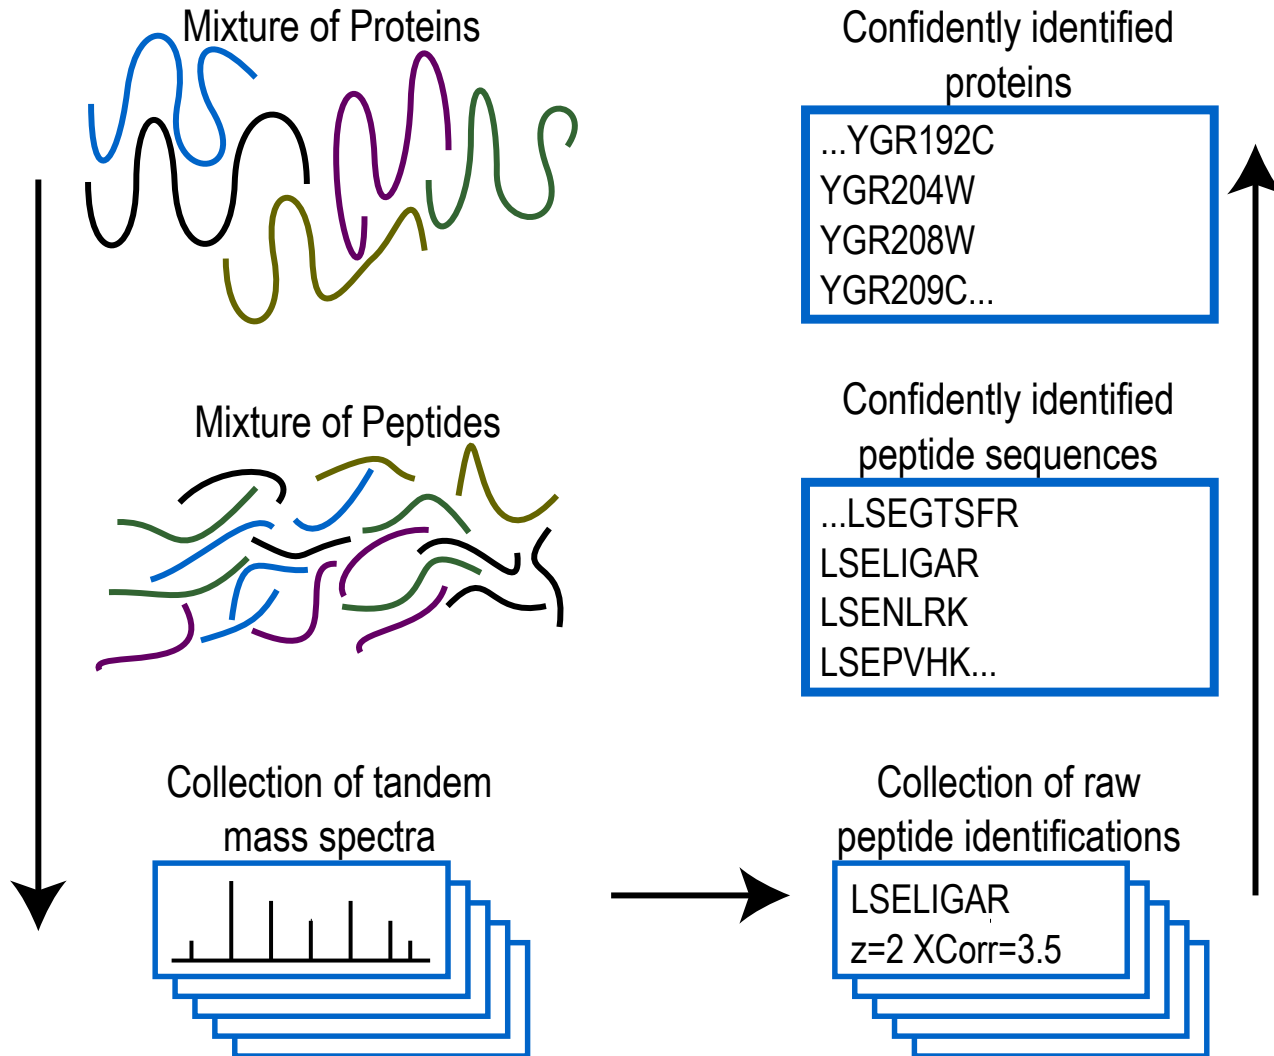 Mixture of Proteins
Mixture of Peptides
Collection of tandem
mass spectra
Confidently identified
proteins
...YGR192C
YGR204W
YGR208W
YGR209C...
Confidently identified
peptide sequences
...LSEGTSFR
LSELIGAR
LSENLRK
LSEPVHK...
Collection of raw
peptide identifications
LSELIGAR
z=2 XCorr=3.5